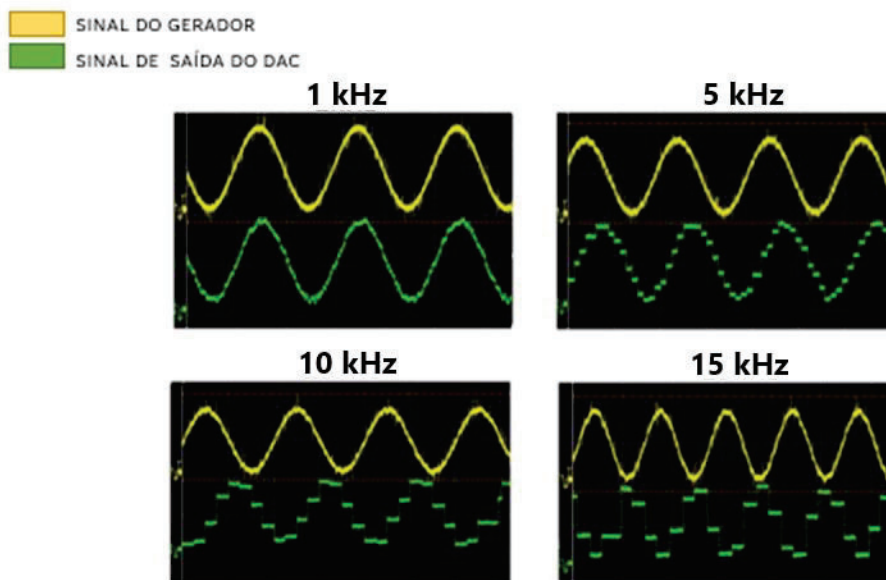 SINAL DO GERADOR
SINAL DE SAÍDA DO DAC
1 kHz
5 kHz
10 kHz
15 kHz